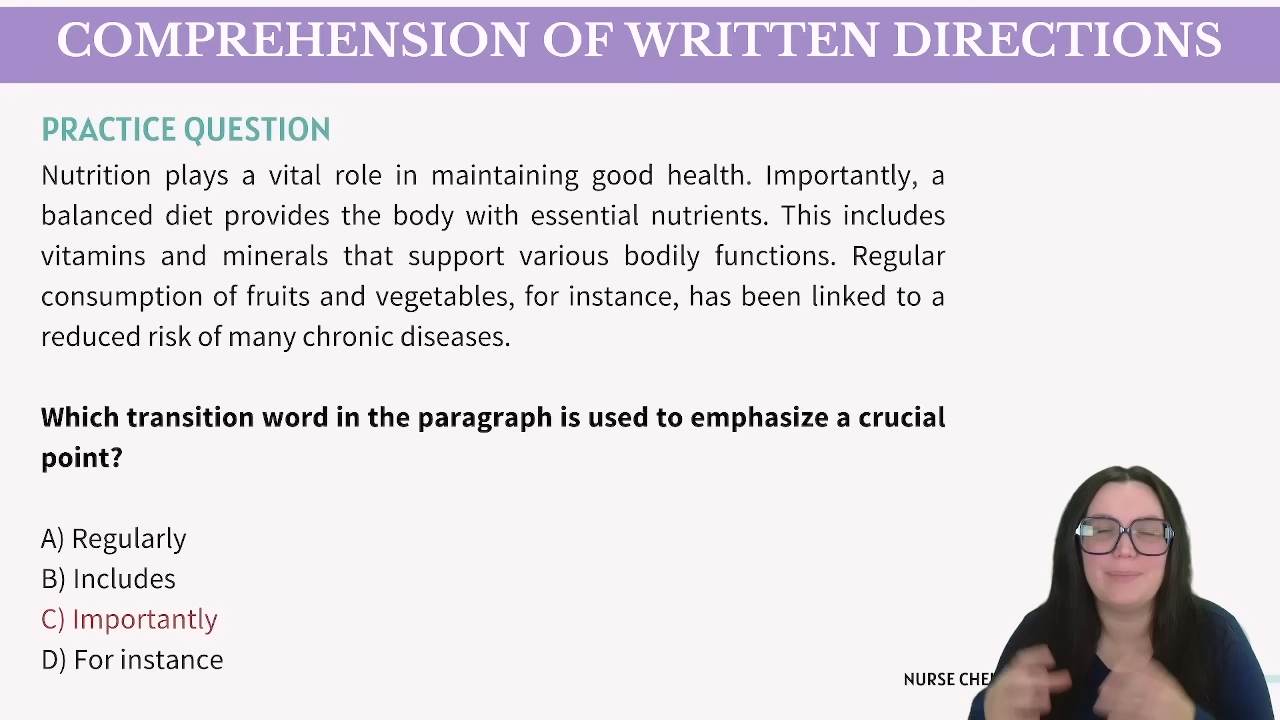 COMPREHENSION OF WRITTEN DIRECTIONS
PRACTICE QUESTION
Nutrition plays a vital role in maintaining good health. Importantly, a
balanced diet provides the body with essential nutrients. This includes
vitamins and minerals that support various bodily functions. Regular
consumption of fruits and vegetables, for instance, has been linked to a
reduced risk of many chronic diseases.
Which transition word in the paragraph is used to emphasize a crucial
point?
A) Regularly
B) Includes
C) Importantly
D) For instance
NURSE